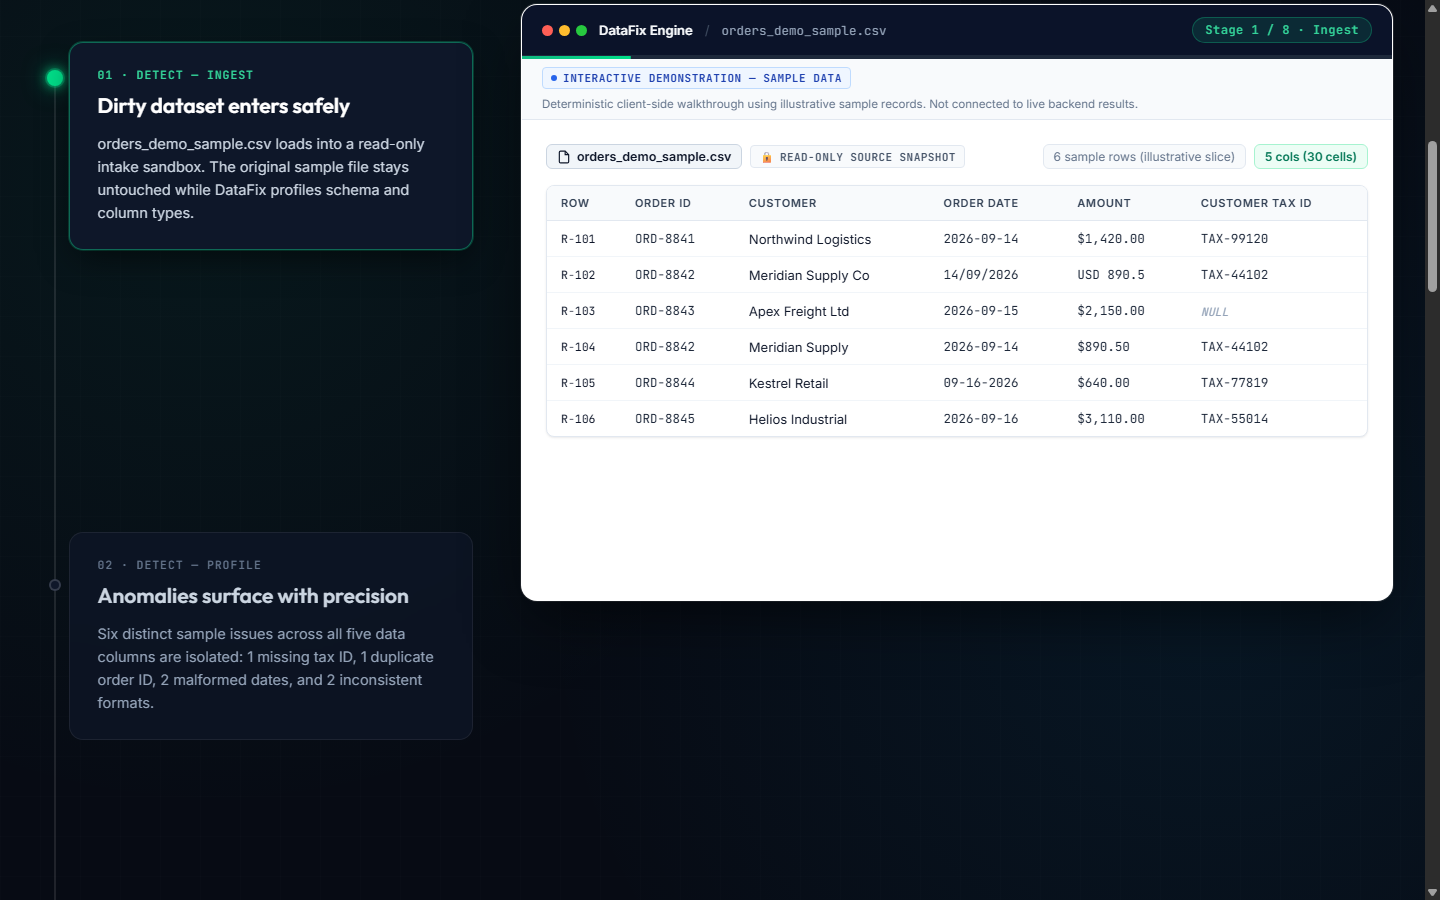 01 · DETECT — INGEST
Dirty dataset enters safely
orders_demo_sample.csv loads into a read-only
intake sandbox. The original sample file stays
untouched while DataFix profiles schema and
column types.
02 · DETECT — PROFILE
Anomalies surface with precision
Six distinct sample issues across all five data
columns are isolated: 1 missing tax ID, 1 duplicate
order ID, 2 malformed dates, and 2 inconsistent
formats.
DataFix Engine / orders_demo_sample.csv Stage 1 / 8 · Ingest
INTERACTIVE DEMONSTRATION — SAMPLE DATA
Deterministic client-side walkthrough using illustrative sample records. Not connected to live backend results.
orders_demo_sample.csv READ-ONLY SOURCE SNAPSHOT 6 sample rows (illustrative slice) 5 cols (30 cells)
ROW ORDER ID CUSTOMER ORDER DATE AMOUNT CUSTOMER TAX ID
R-101 ORD-8841 Northwind Logistics 2026-09-14 $1,420.00 TAX-99120
R-102 ORD-8842 Meridian Supply Co 14/09/2026 USD 890.5 TAX-44102
R-103 ORD-8843 Apex Freight Ltd 2026-09-15 $2,150.00 NULL
R-104 ORD-8842 Meridian Supply 2026-09-14 $890.50 TAX-44102
R-105 ORD-8844 Kestrel Retail 09-16-2026 $640.00 TAX-77819
R-106 ORD-8845 Helios Industrial 2026-09-16 $3,110.00 TAX-55014